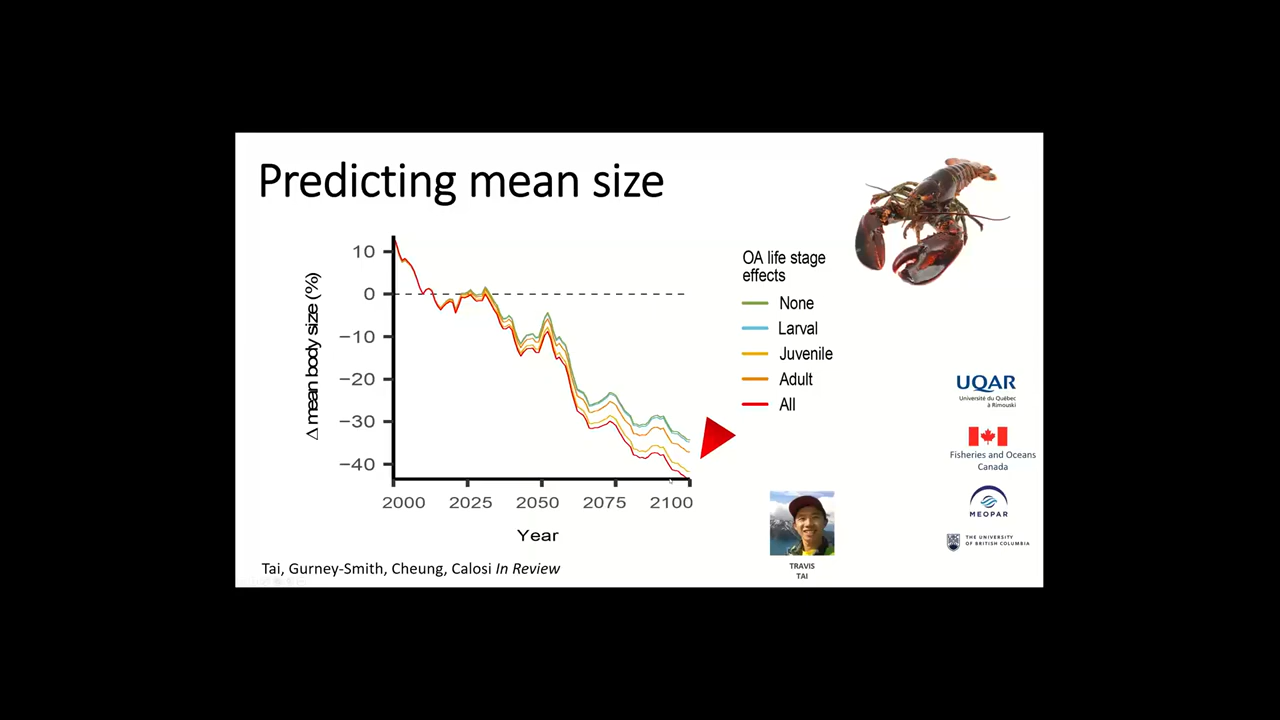 Predicting mean size
OA life stage
effects
None
Larval
Juvenile
Adult
All
Δ mean body size (%)
10
0
−10
−20
−30
−40
2000
2025
2050
2075
2100
Year
UQAR
Université du Québec
à Rimouski
Fisheries and Oceans
Canada
MEOPAR
THE UNIVERSITY
OF BRITISH COLUMBIA
TRAVIS
TAI
Tai, Gurney-Smith, Cheung, Calosi In Review